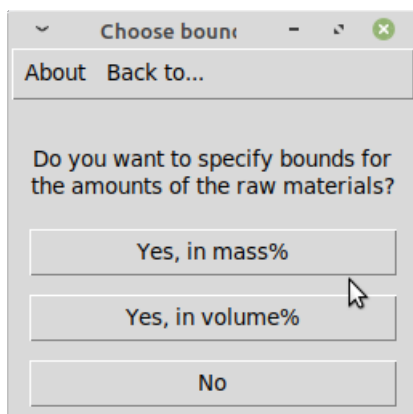 Choose bound
About Back to...
Do you want to specify bounds for
the amounts of the raw materials?
Yes, in mass%
Yes, in volume%
No